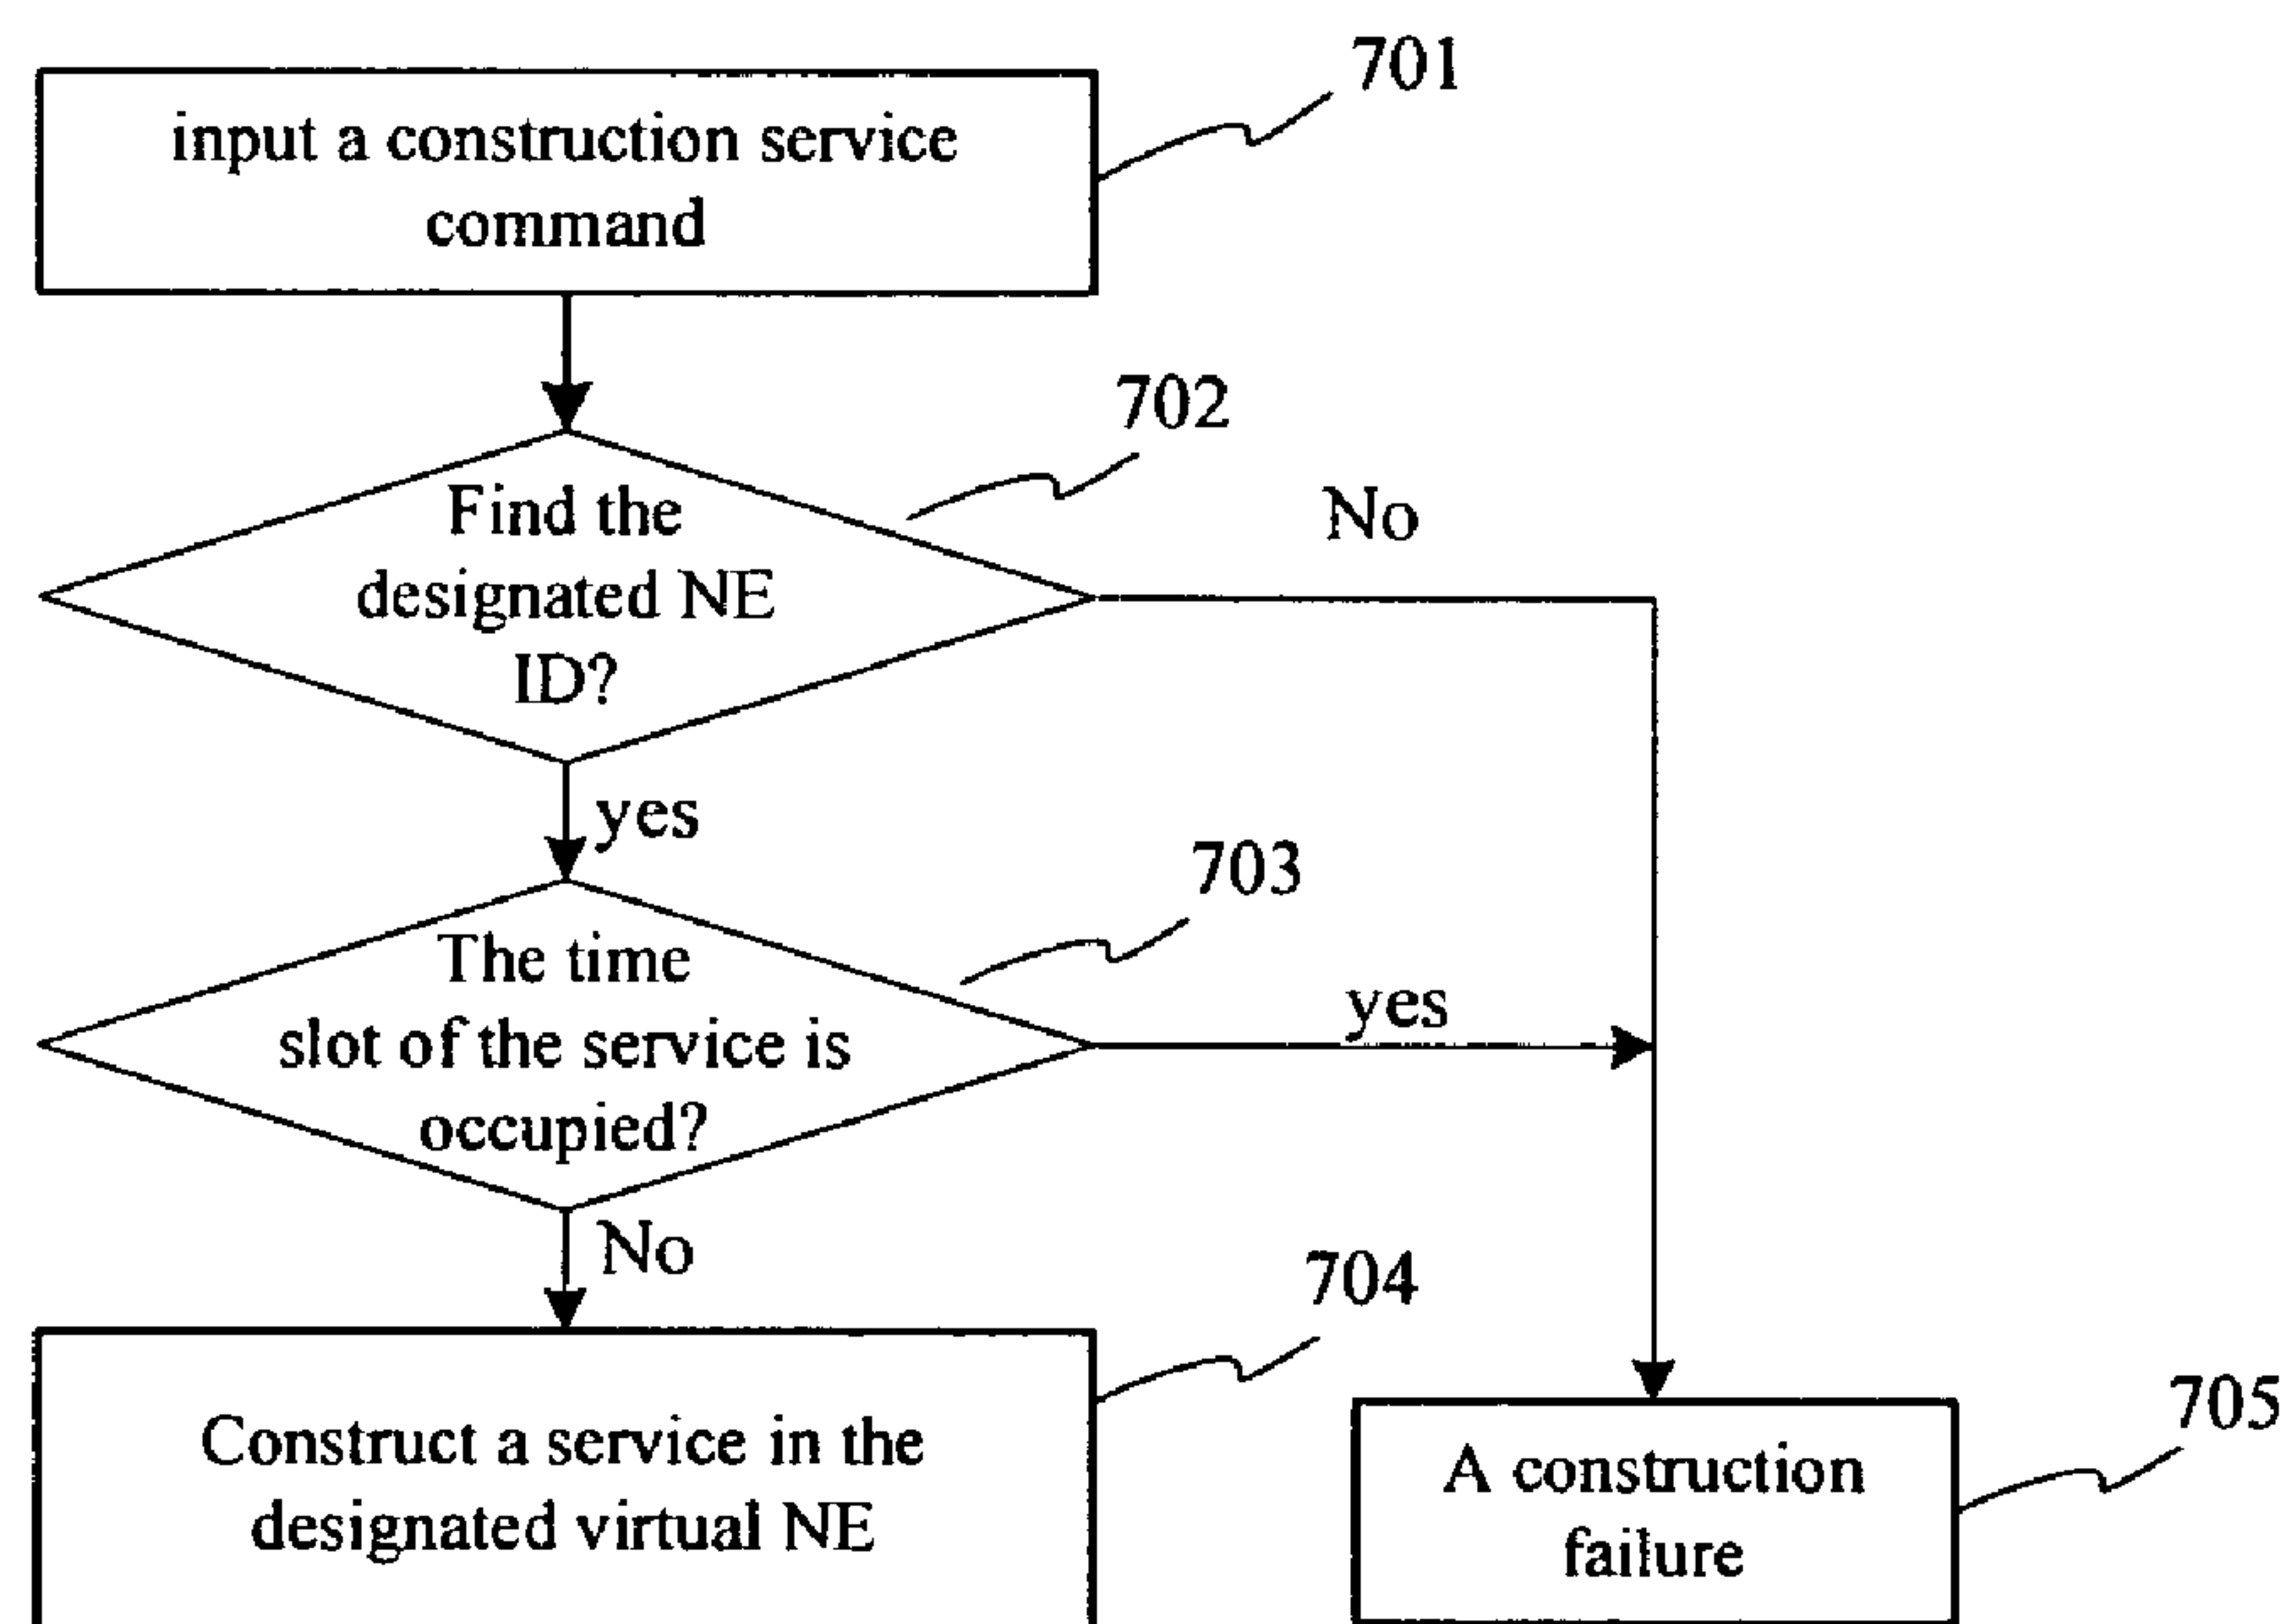 701
input a construction service
command
702
Find the
designated NE
ID?
No
yes
703
The time
slot of the service is
occupied?
yes
No
704
Construct a service in the
designated virtual NE
705
A construction
failure